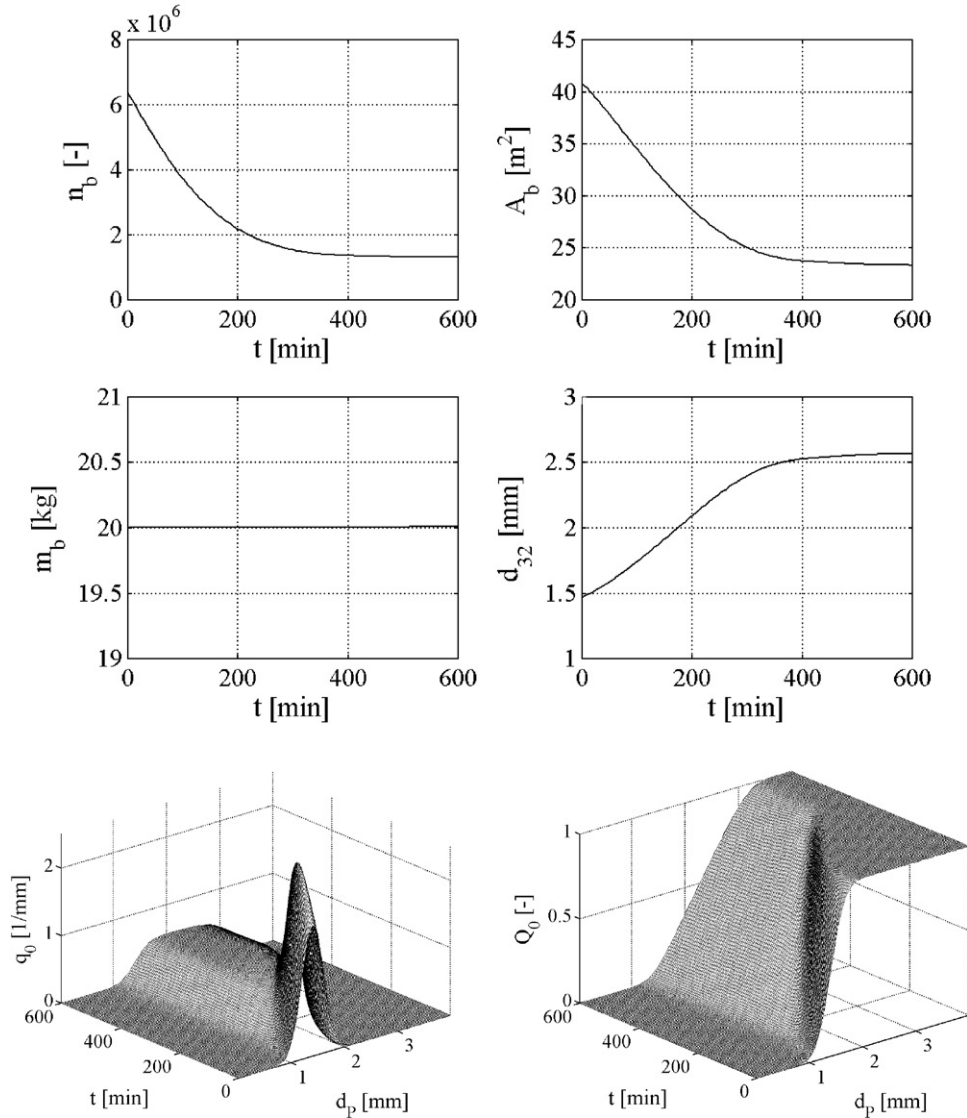 x 10^6
8
6
4
2
0
n_b [-]
0 200 400 600
t [min]
45
40
35
30
25
20
A_b [m^2]
0 200 400 600
t [min]
21
20.5
20
19.5
19
m_b [kg]
0 200 400 600
t [min]
3
2.5
2
1.5
1
d_32 [mm]
0 200 400 600
t [min]
2
1
0
q_0 [1/mm]
600
400
200
0
t [min]
1
2
3
d_P [mm]
1
0.5
0
Q_0 [-]
600
400
200
0
t [min]
1
2
3
d_P [mm]